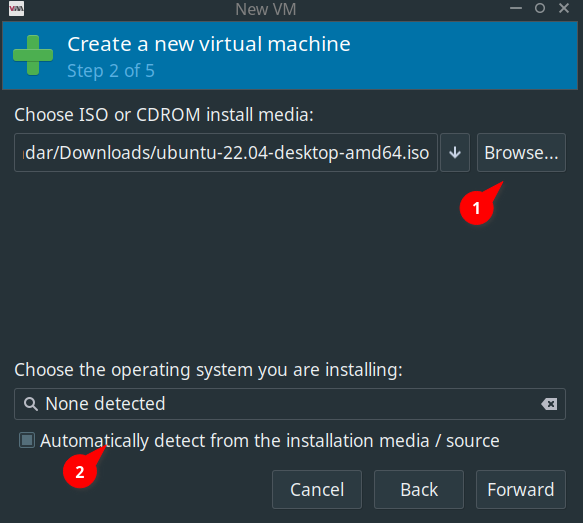 New VM
Create a new virtual machine
Step 2 of 5
Choose ISO or CDROM install media:
dar/Downloads/ubuntu-22.04-desktop-amd64.iso Browse...
1
Choose the operating system you are installing:
None detected
Automatically detect from the installation media / source
2
Cancel Back Forward